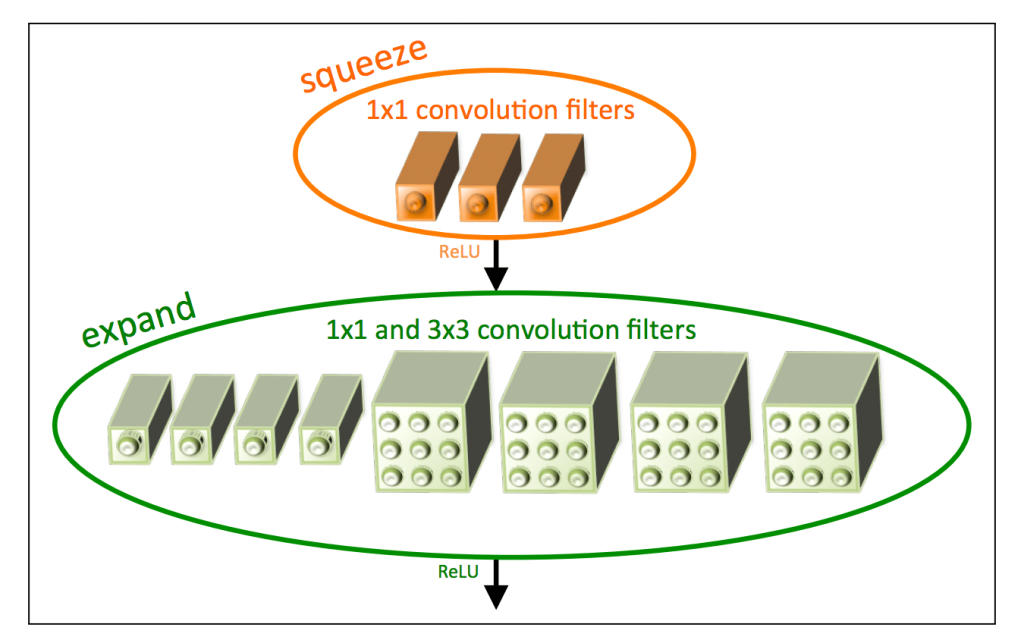 squeeze
1x1 convolution filters
ReLU
expand
1x1 and 3x3 convolution filters
ReLU